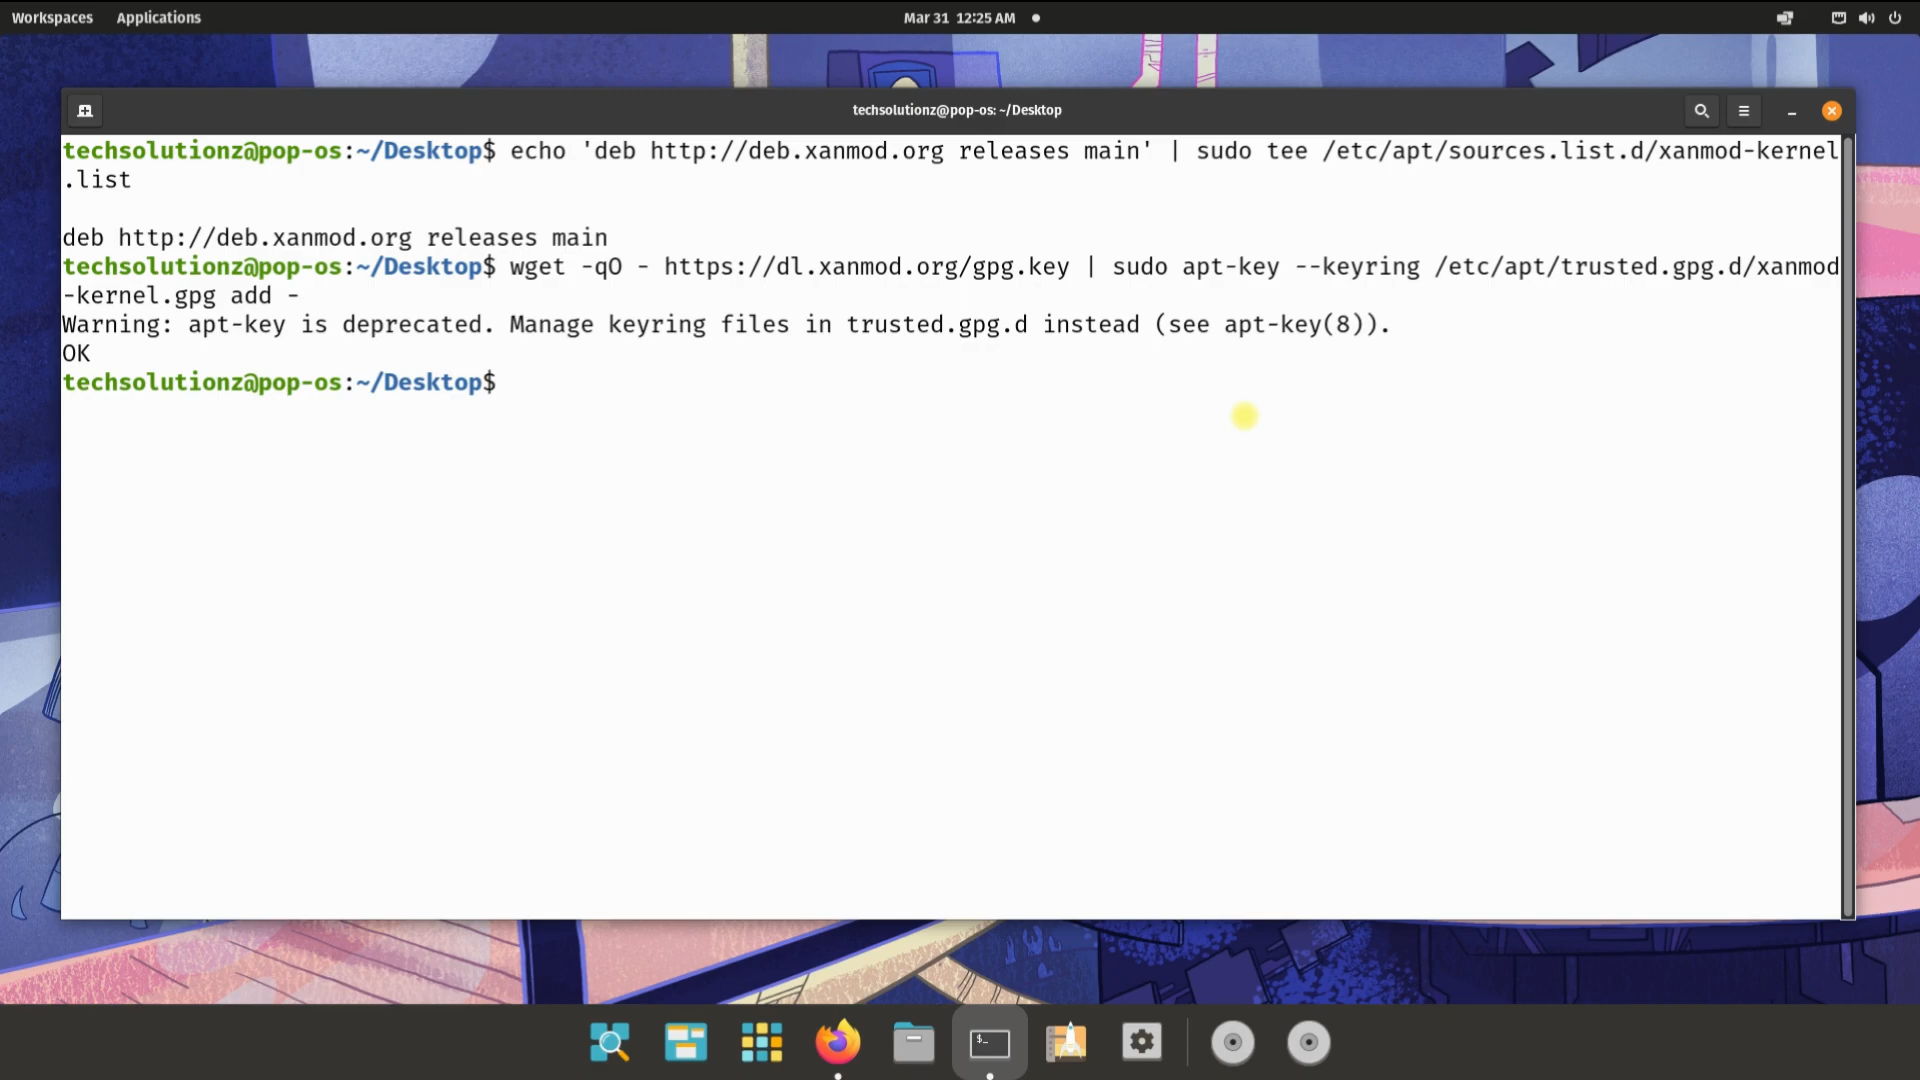 Workspaces Applications Mar 31 12:25 AM
techsolutionz@pop-os: ~/Desktop
techsolutionz@pop-os:~/Desktop$ echo 'deb http://deb.xanmod.org releases main' | sudo tee /etc/apt/sources.list.d/xanmod-kernel
.list
deb http://deb.xanmod.org releases main
techsolutionz@pop-os:~/Desktop$ wget -qO - https://dl.xanmod.org/gpg.key | sudo apt-key --keyring /etc/apt/trusted.gpg.d/xanmod
-kernel.gpg add -
Warning: apt-key is deprecated. Manage keyring files in trusted.gpg.d instead (see apt-key(8)).
OK
techsolutionz@pop-os:~/Desktop$
$_